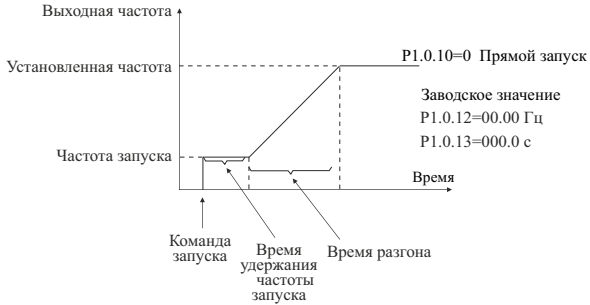 Выходная частота
P1.0.10=0 Прямой запуск
Установленная частота
Заводское значение
P1.0.12=00.00 Гц
P1.0.13=000.0 с
Частота запуска
Время
Команда
запуска
Время
удержания
частоты
запуска
Время разгона